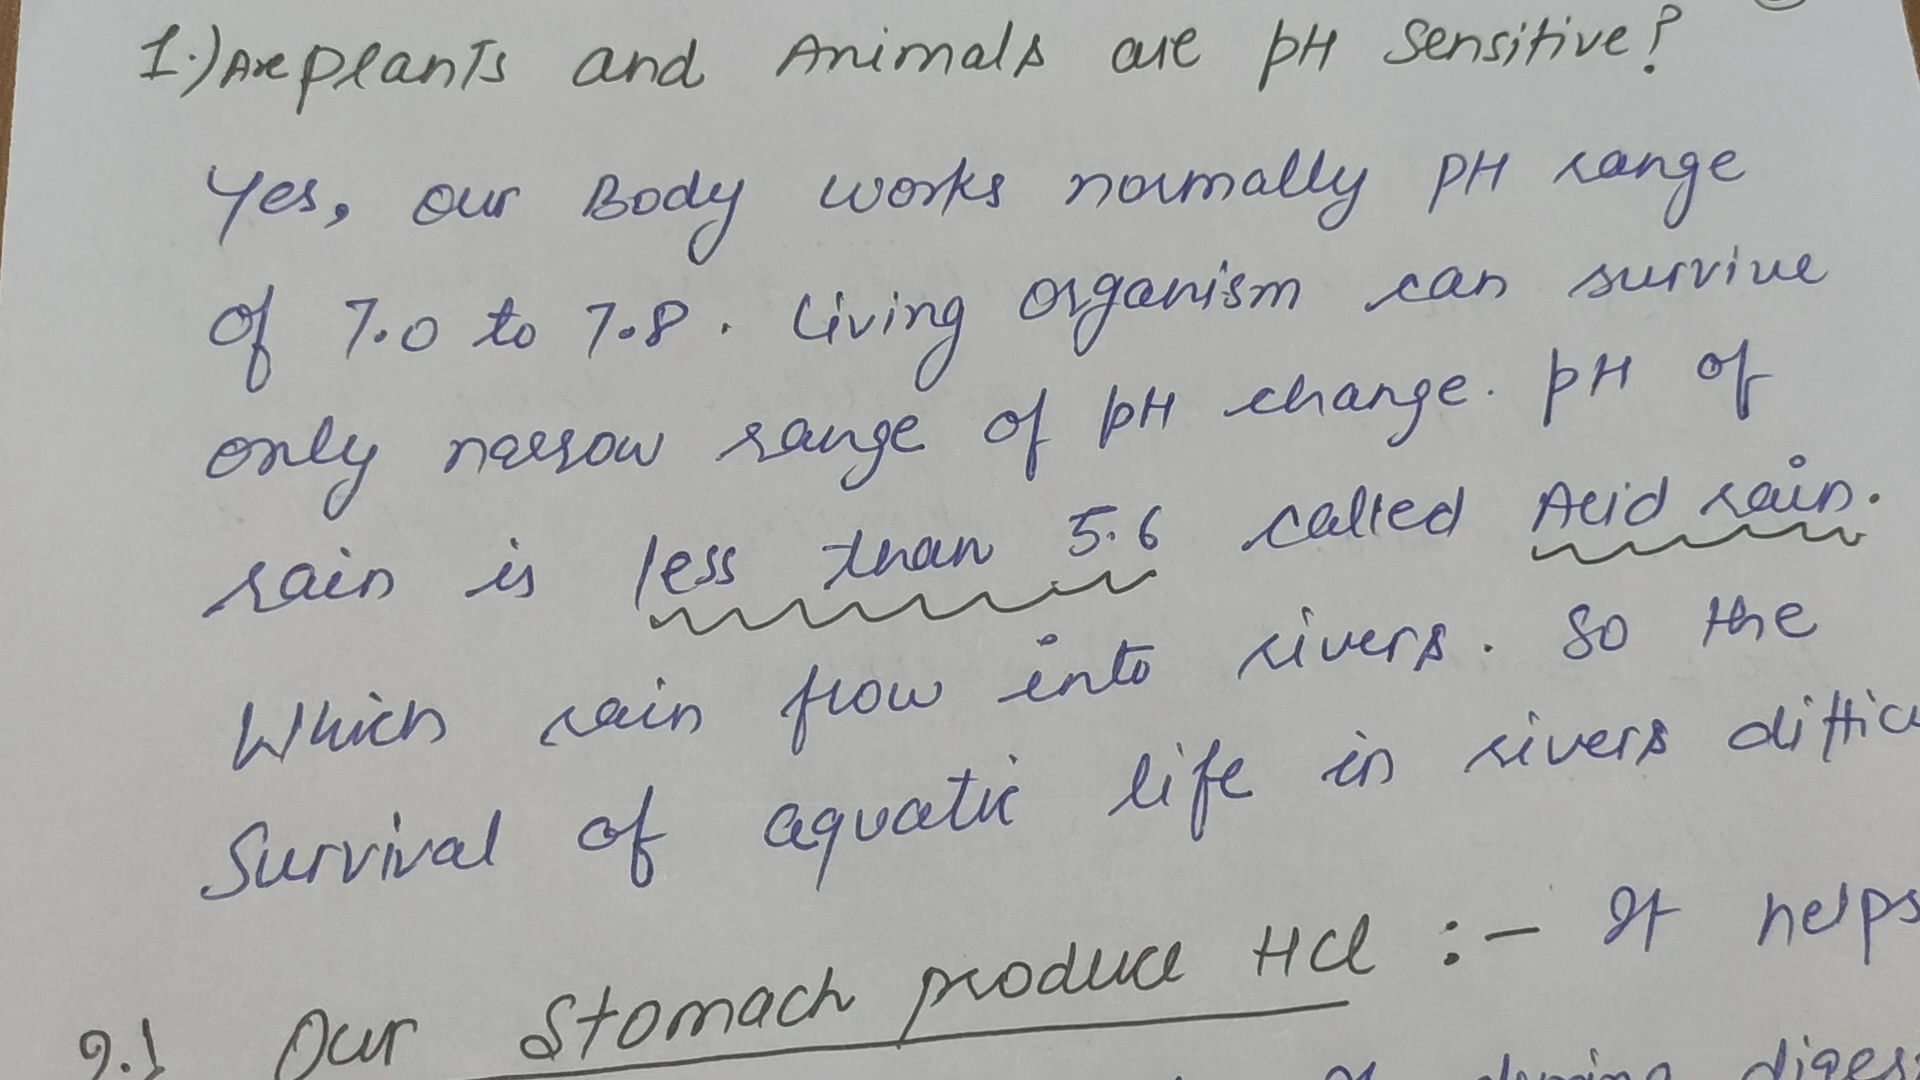 1.) Are plants and Animals are pH Sensitive?
Yes, our Body works normally pH range
of 7.0 to 7.8. Living organism can survive
only narrow range of pH change. pH of
rain is less than 5.6 called Acid rain.
Which rain flow into rivers. So the
Survival of aquatic life in rivers
Our Stomach produce HCl :- It helps
during